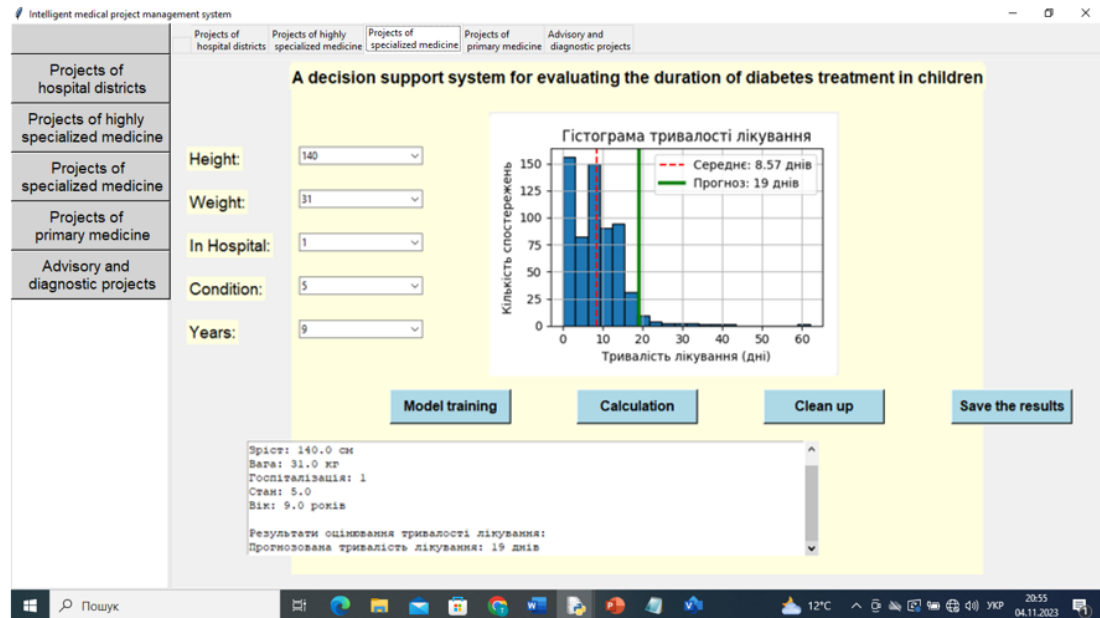 Intelligent medical project management system
Projects of
hospital districts
Projects of highly
specialized medicine
Projects of
specialized medicine
Projects of
primary medicine
Advisory and
diagnostic projects
Projects of
hospital districts
Projects of highly
specialized medicine
Projects of
specialized medicine
Projects of
primary medicine
Advisory and
diagnostic projects
A decision support system for evaluating the duration of diabetes treatment in children
Height:
140
Weight:
31
In Hospital:
1
Condition:
5
Years:
9
Гістограма тривалості лікування
Середнє: 8.57 днів
Прогноз: 19 днів
Кількість спостережень
150
125
100
75
50
25
0
0 10 20 30 40 50 60
Тривалість лікування (дні)
Model training
Calculation
Clean up
Save the results
Зріст: 140.0 см
Вага: 31.0 кг
Госпіталізація: 1
Стан: 5.0
Вік: 9.0 років
Результати оцінювання тривалості лікування:
Прогнозована тривалість лікування: 19 днів
Пошук
12°C
УКР
20:55
04.11.2023